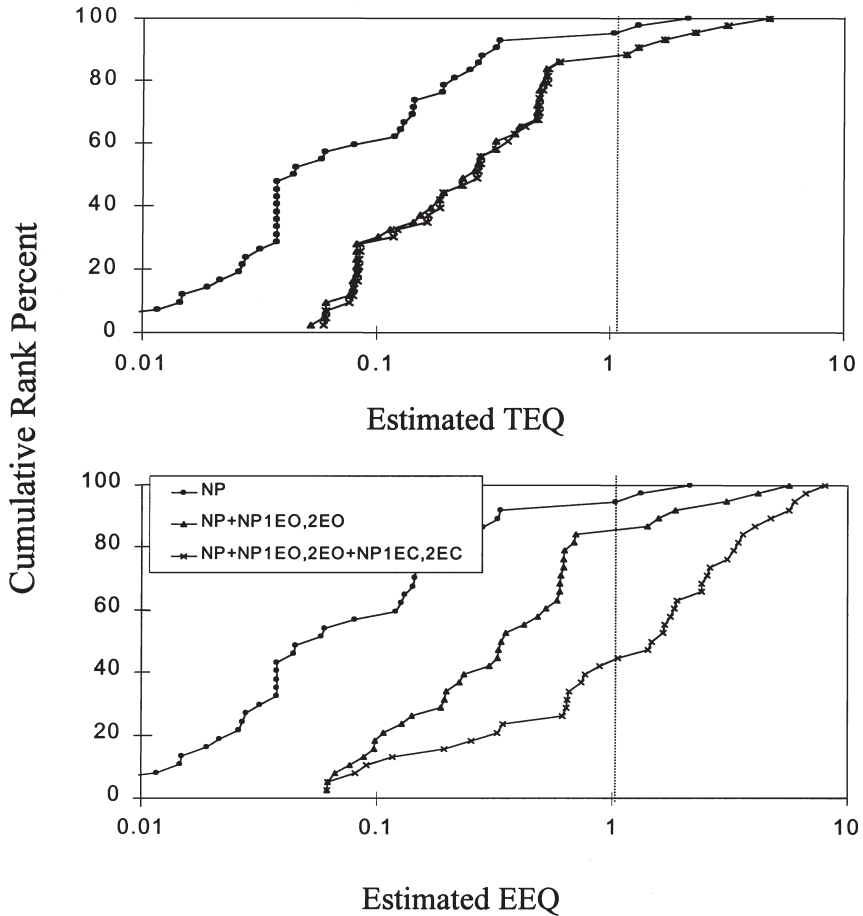 Cumulative Rank Percent
100
80
60
40
20
0
0.01 0.1 1 10
Estimated TEQ
100
80
60
40
20
0
NP
NP+NP1EO,2EO
NP+NP1EO,2EO+NP1EC,2EC
0.01 0.1 1 10
Estimated EEQ